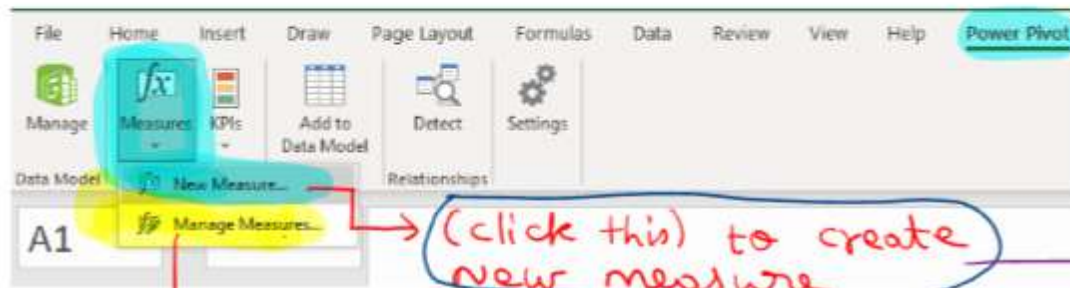 File Home Insert Draw Page Layout Formulas Data Review View Help Power Pivot
Manage Measures KPIs Add to Data Model Detect Settings
Data Model Relationships
New Measure...
Manage Measures...
A1
(click this) to create
New measure